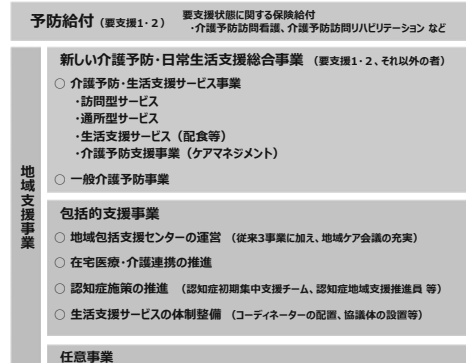 予防給付（要支援1・2）
要支援状態に関する保険給付
・介護予防訪問看護、介護予防訪問リハビリテーション など
新しい介護予防・日常生活支援総合事業 （要支援1・2、それ以外の者）
○ 介護予防・生活支援サービス事業
・訪問型サービス
・通所型サービス
・生活支援サービス（配食等）
・介護予防支援事業（ケアマネジメント）
○ 一般介護予防事業
地域支援事業
包括的支援事業
○ 地域包括支援センターの運営 （従来3事業に加え、地域ケア会議の充実）
○ 在宅医療・介護連携の推進
○ 認知症施策の推進 （認知症初期集中支援チーム、認知症地域支援推進員 等）
○ 生活支援サービスの体制整備 （コーディネーターの配置、協議体の設置等）
任意事業